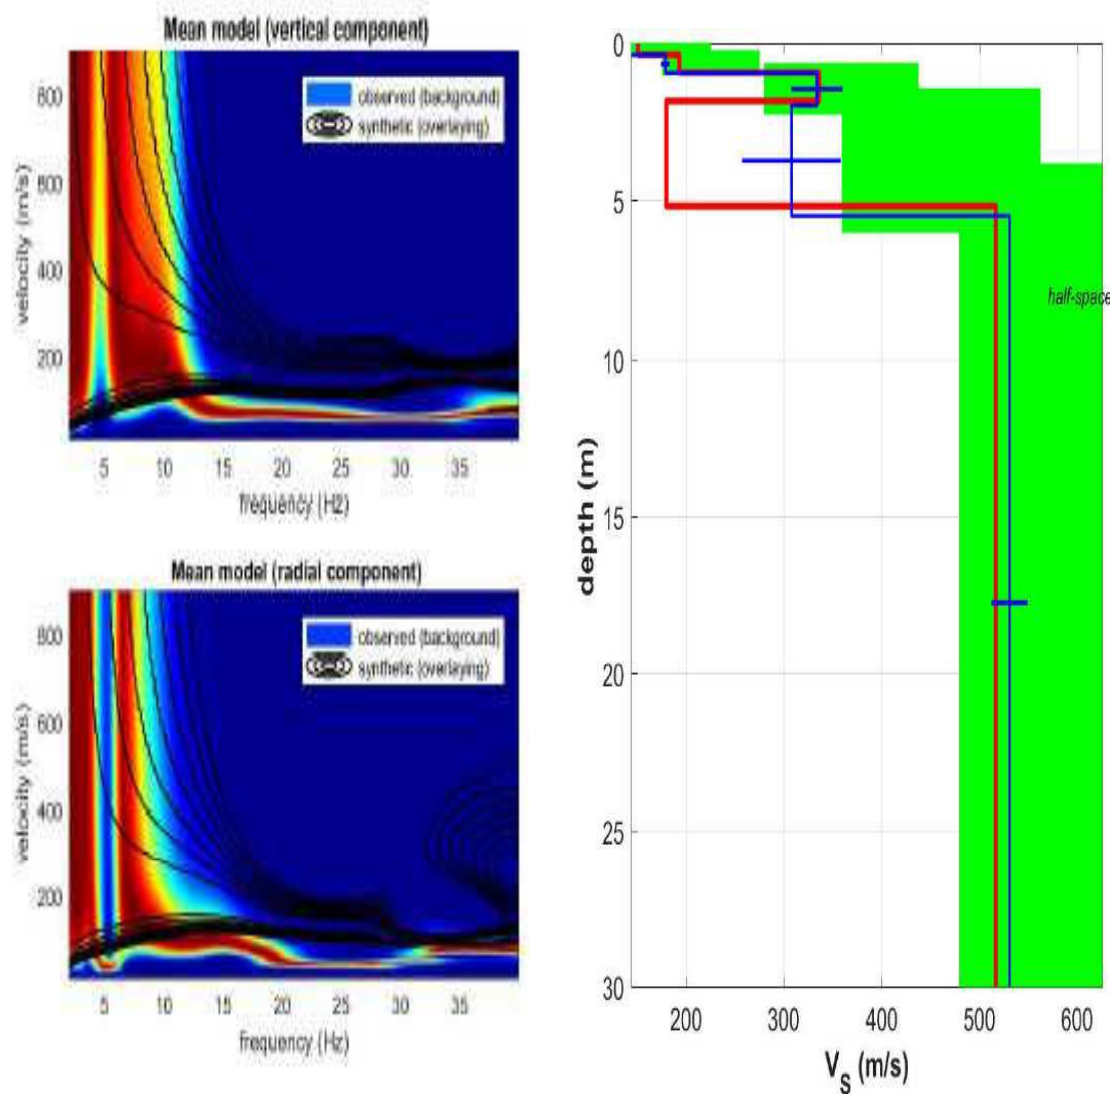 Mean model (vertical component)
800
600
400
200
velocity (m/s)
observed (background)
synthetic (overlaying)
5 10 15 20 25 30 35
frequency (Hz)
Mean model (radial component)
800
600
400
200
velocity (m/s)
observed (background)
synthetic (overlaying)
5 10 15 20 25 30 35
frequency (Hz)
0
5
10
15
20
25
30
depth (m)
half-space
200 300 400 500 600
VS (m/s)